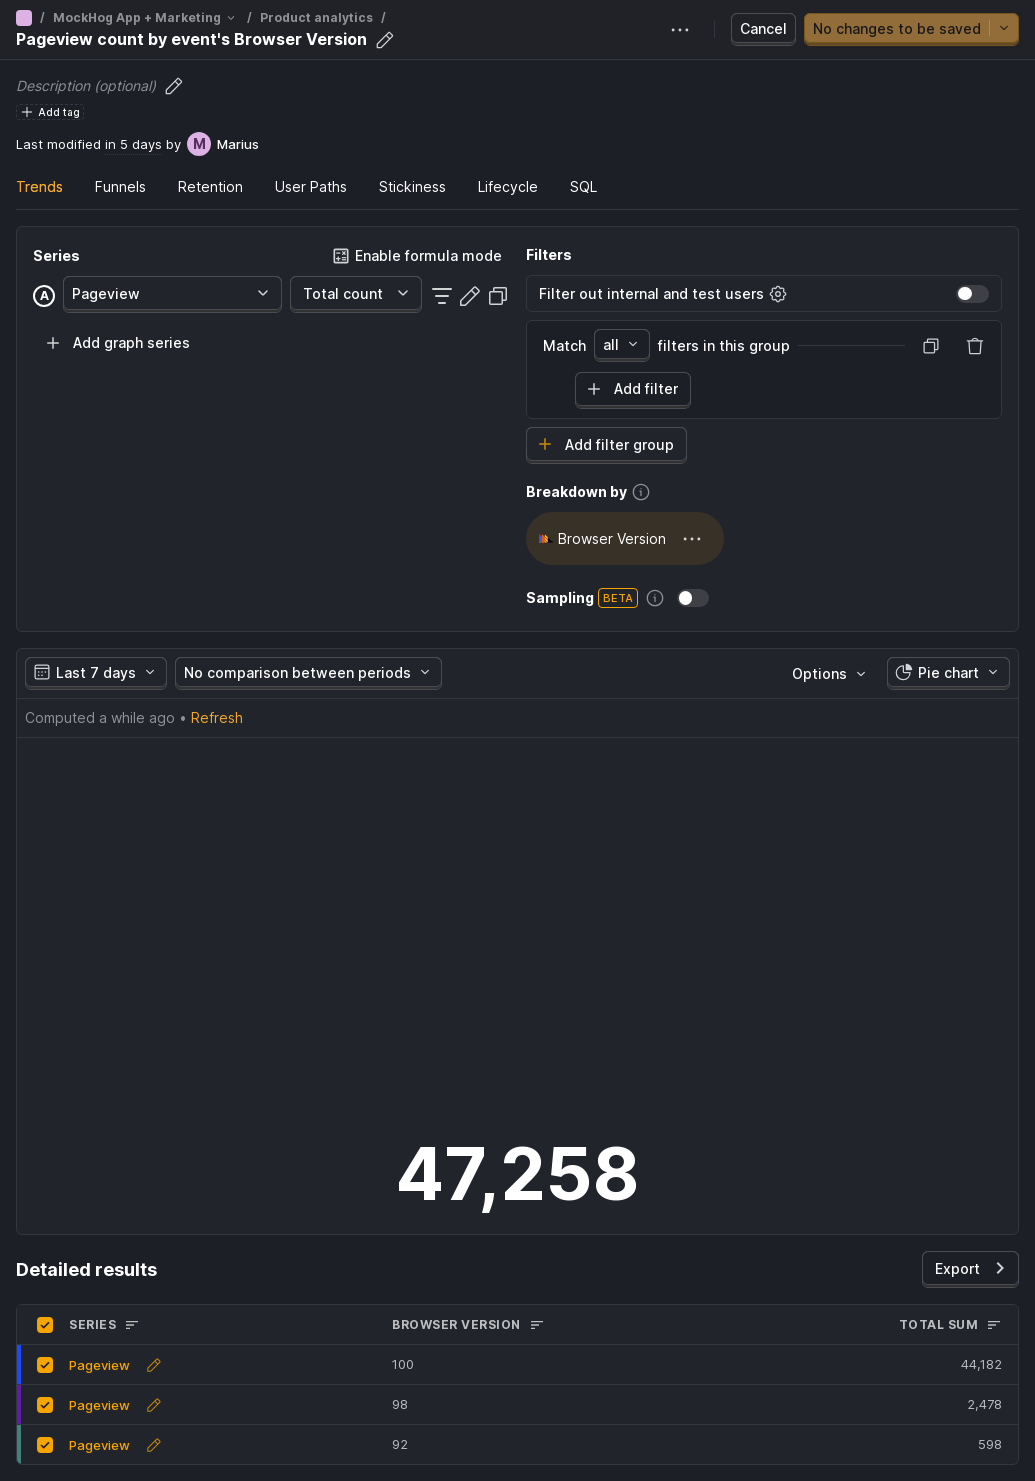 / MockHog App + Marketing / Product analytics /
Pageview count by event's Browser Version
Cancel
No changes to be saved
Description (optional)
Add tag
Last modified in 5 days by M Marius
Trends Funnels Retention User Paths Stickiness Lifecycle SQL
Series
Enable formula mode
A Pageview Total count
Add graph series
Filters
Filter out internal and test users
Match all filters in this group
Add filter
Add filter group
Breakdown by
Browser Version
Sampling BETA
Last 7 days No comparison between periods Options Pie chart
Computed a while ago • Refresh
47,258
Detailed results Export
SERIES BROWSER VERSION TOTAL SUM
Pageview 100 44,182
Pageview 98 2,478
Pageview 92 598